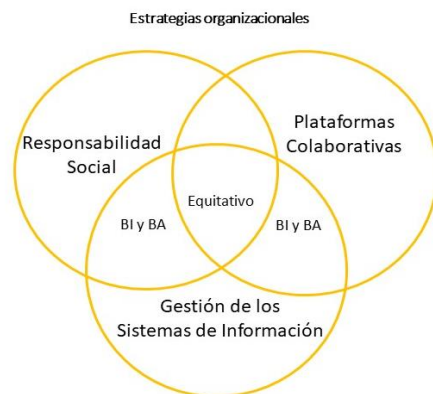 Estrategias organizacionales
Responsabilidad
Social
Plataformas
Colaborativas
Equitativo
BI y BA
BI y BA
Gestión de los
Sistemas de Información